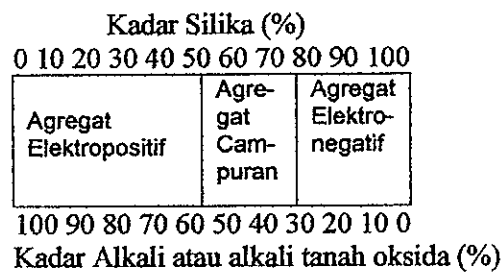 Kadar Silika (%)
0 10 20 30 40 50 60 70 80 90 100
Agregat
Elektropositif
Agre-
gat
Cam-
puran
Agregat
Elektro-
negatif
100 90 80 70 60 50 40 30 20 10 0
Kadar Alkali atau alkali tanah oksida (%)